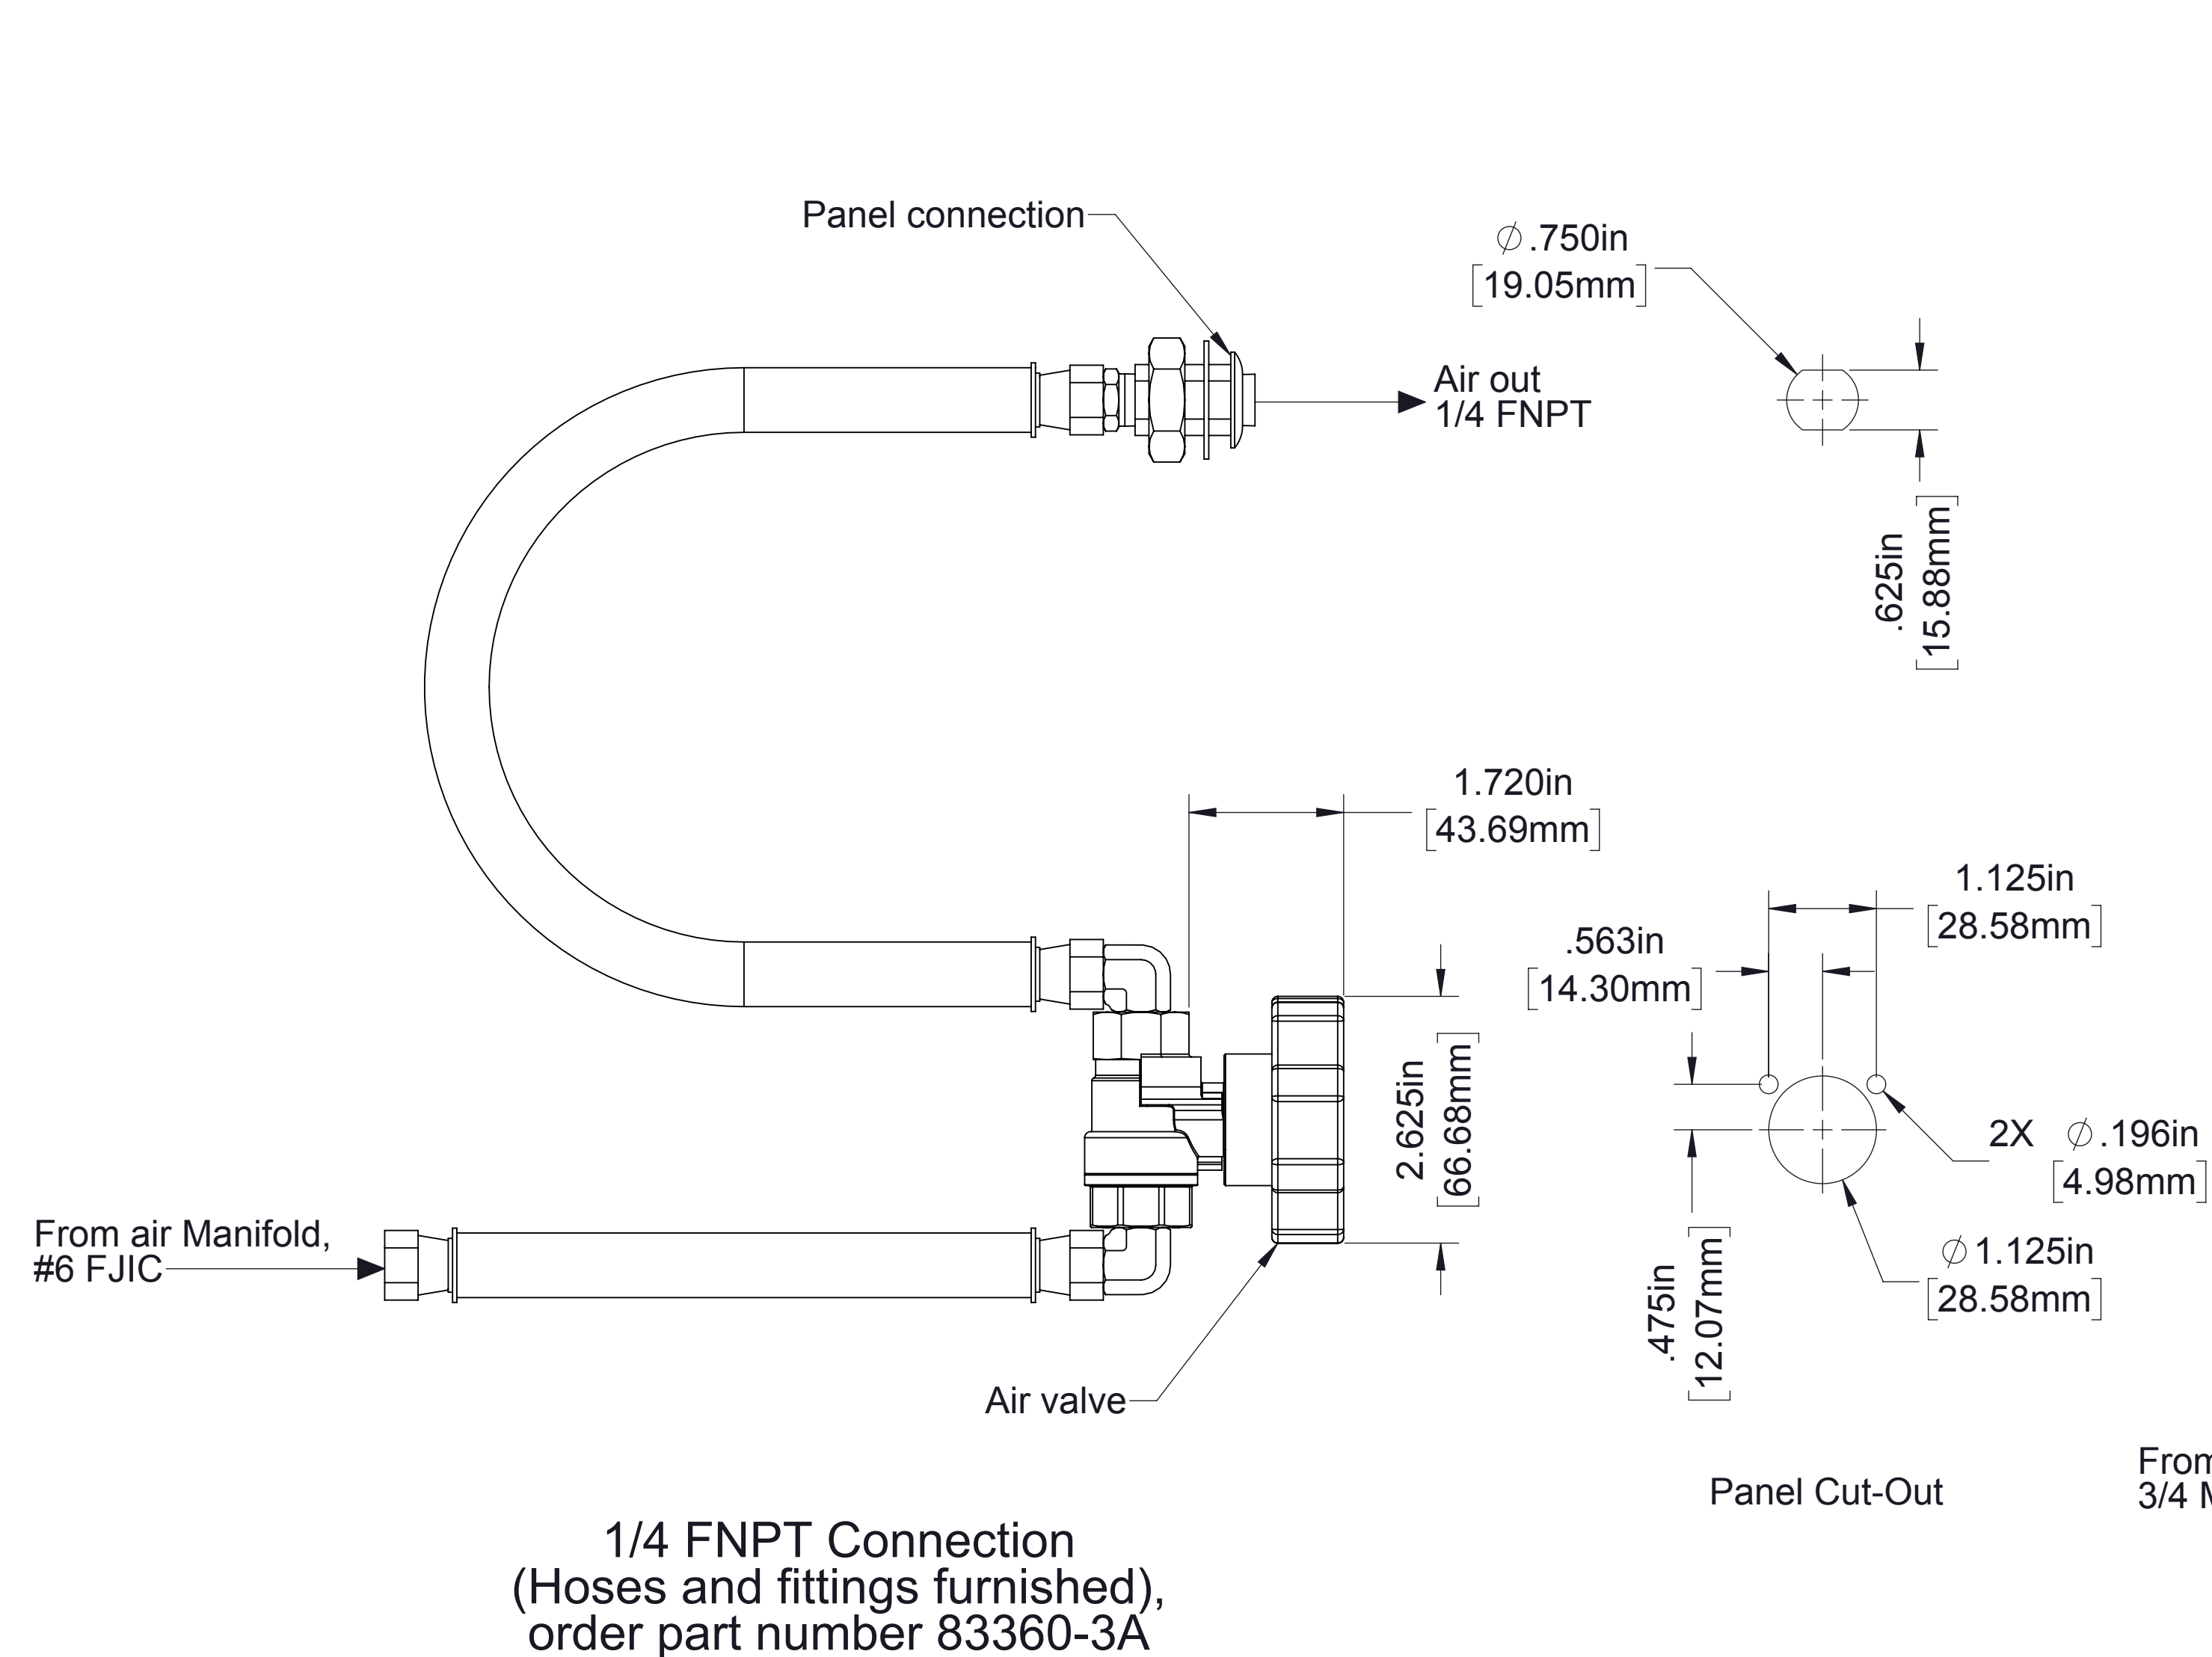 Panel connection
⌀.750in
[19.05mm]
Air out
1/4 FNPT
.625in
[15.88mm]
1.720in
[43.69mm]
1.125in
[28.58mm]
.563in
[14.30mm]
2.625in
[66.68mm]
2X ⌀.196in
[4.98mm]
From air Manifold,
#6 FJIC
⌀1.125in
[28.58mm]
.475in
[12.07mm]
Air valve
Panel Cut-Out
3/4
1/4 FNPT Connection
(Hoses and fittings furnished),
order part number 83360-3A